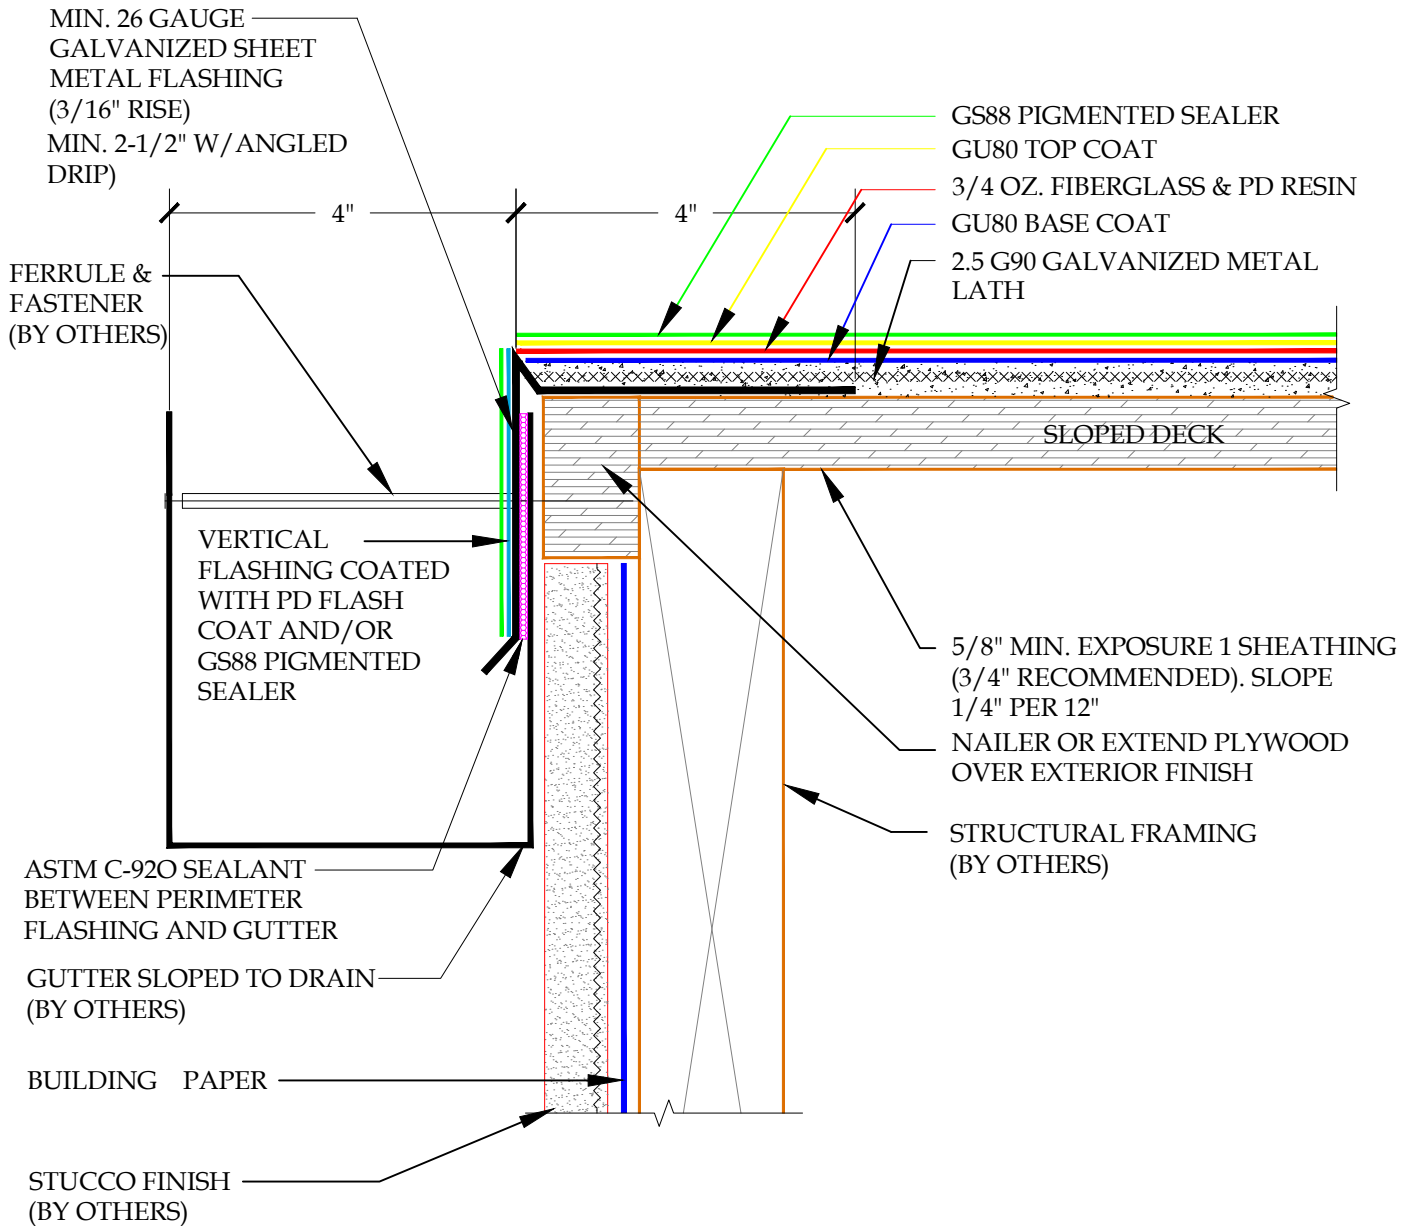 MIN. 26 GAUGE
GALVANIZED SHEET
METAL FLASHING
(3/16" RISE)
MIN. 2-1/2" W/ANGLED
DRIP)
4"
4"
GS88 PIGMENTED SEALER
GU80 TOP COAT
3/4 OZ. FIBERGLASS & PD RESIN
GU80 BASE COAT
2.5 G90 GALVANIZED METAL
LATH
FERRULE &
FASTENER
(BY OTHERS)
SLOPED DECK
VERTICAL
FLASHING COATED
WITH PD FLASH
COAT AND/OR
GS88 PIGMENTED
SEALER
5/8" MIN. EXPOSURE 1 SHEATHING
(3/4" RECOMMENDED). SLOPE
1/4" PER 12"
NAILER OR EXTEND PLYWOOD
OVER EXTERIOR FINISH
STRUCTURAL FRAMING
(BY OTHERS)
ASTM C-92O SEALANT
BETWEEN PERIMETER
FLASHING AND GUTTER
GUTTER SLOPED TO DRAIN
(BY OTHERS)
BUILDING PAPER
STUCCO FINISH
(BY OTHERS)